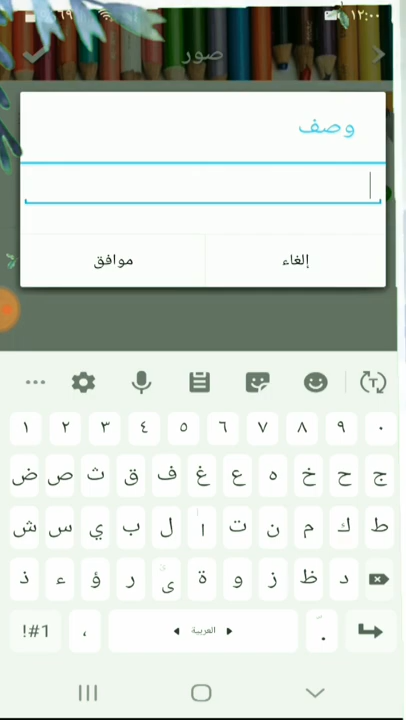 ١٢:٠٠
صور
وصف
إلغاء
موافق
١ ٢ ٣ ٤ ٥ ٦ ٧ ٨ ٩ ٠
ض ص ث ق ف غ ع ه خ ح ج
ش س ي ب ل ا ت ن م ك ط
ذ ء ؤ ر ى ة و ز ظ د
!#1 ، العربية .